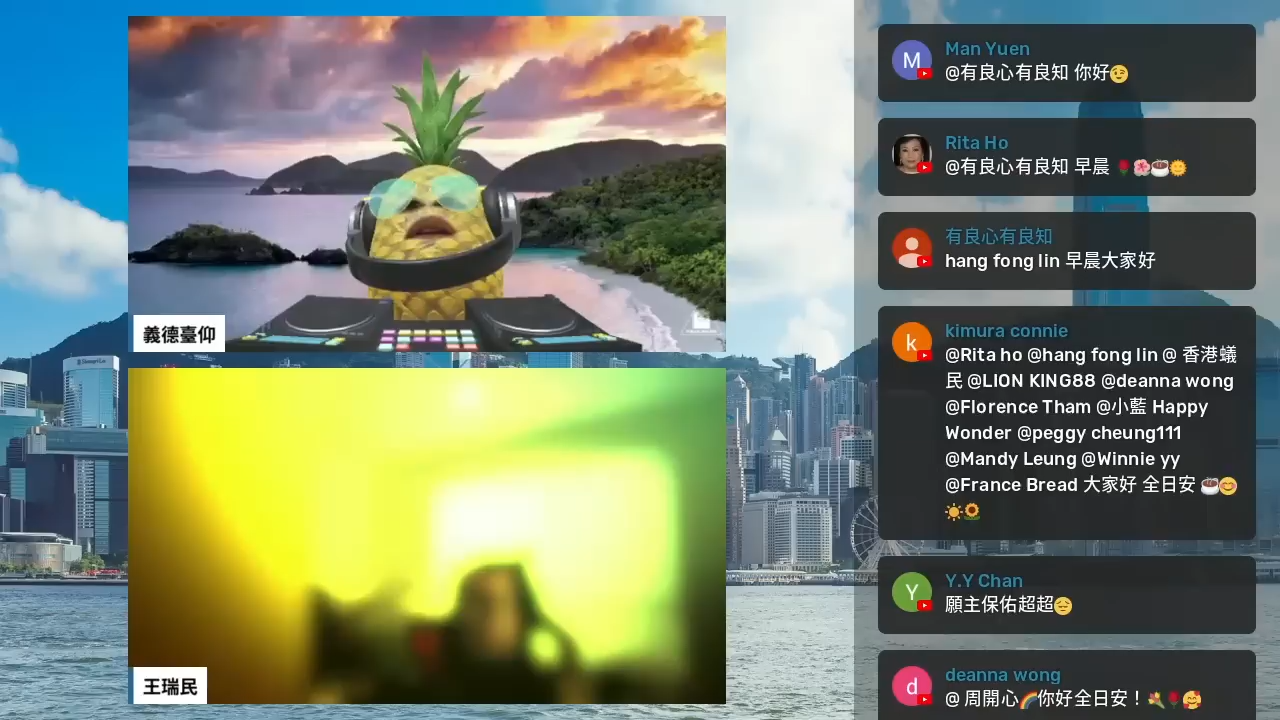 義德臺仰
王瑞民
Man Yuen
@有良心有良知 你好😉
Rita Ho
@有良心有良知 早晨 🌹🌸☕🌞
有良心有良知
hang fong lin 早晨大家好
kimura connie
@Rita ho @hang fong lin @ 香港蟻
民 @LION KING88 @deanna wong
@Florence Tham @小藍 Happy
Wonder @peggy cheung111
@Mandy Leung @Winnie yy
@France Bread 大家好 全日安 ☕😊
☀🌻
Y.Y Chan
願主保佑超超😔
deanna wong
@ 周開心🌈你好全日安！💐🌹🥰
M
k
Y
d